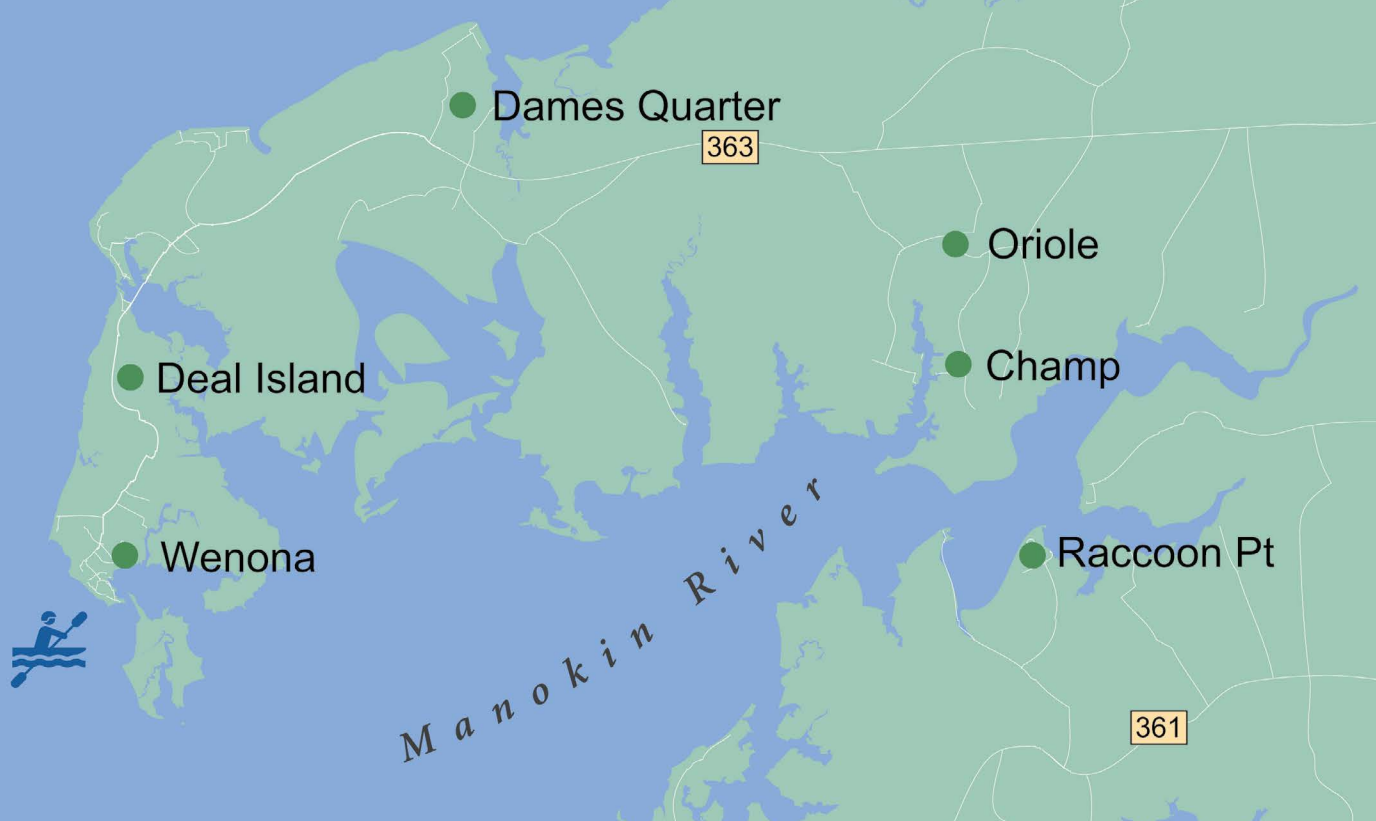 Dames Quarter
363
Oriole
Champ
Deal Island
Wenona
Raccoon Pt
Manokin River
361